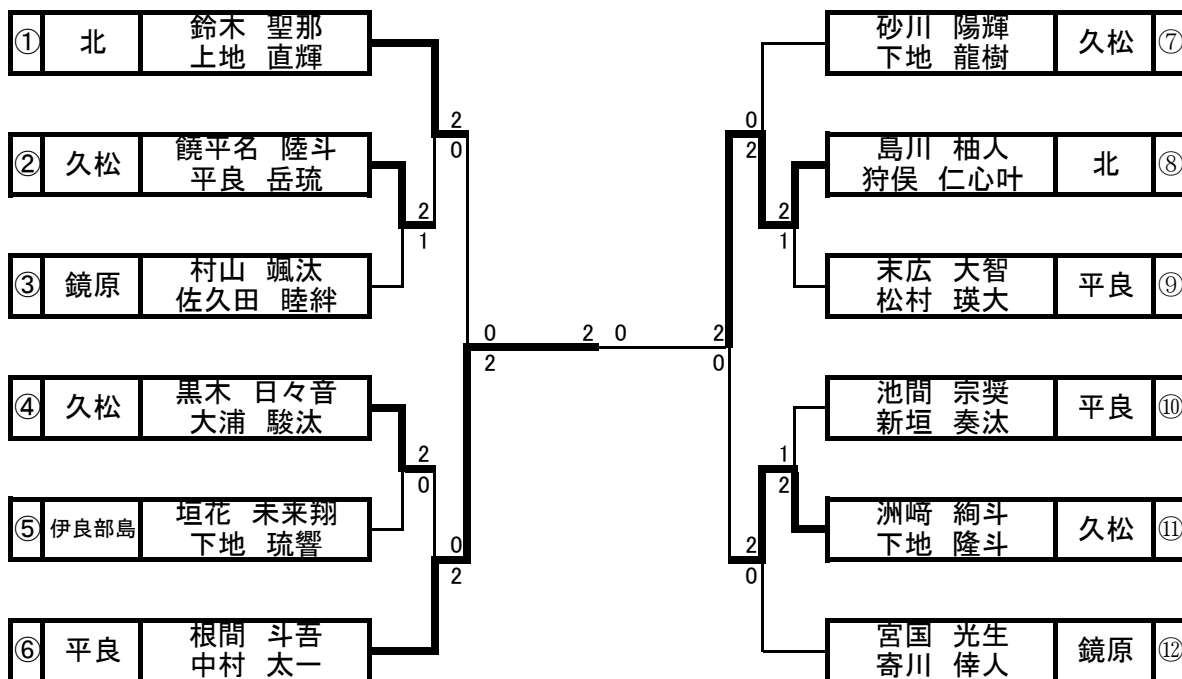 ① 北 鈴木 聖那
上地 直輝
2
0
② 久松 饒平名 陸斗
平良 岳琉
2
1
③ 鏡原 村山 颯汰
佐久田 睦絆
0 2
2
④ 久松 黒木 日々音
大浦 駿汰
2
0
⑤ 伊良部島 垣花 未来翔
下地 琉響
0
2
⑥ 平良 根間 斗吾
中村 太一
砂川 陽輝 久松 ⑦
下地 龍樹
0
2
島川 柚人 北 ⑧
狩俣 仁心叶
2
1
末広 大智 平良 ⑨
松村 瑛大
0 2
0
池間 宗奨 平良 ⑩
新垣 奏汰
1
2
洲﨑 絢斗 久松 ⑪
下地 隆斗
2
0
宮国 光生 鏡原 ⑫
寄川 倖人